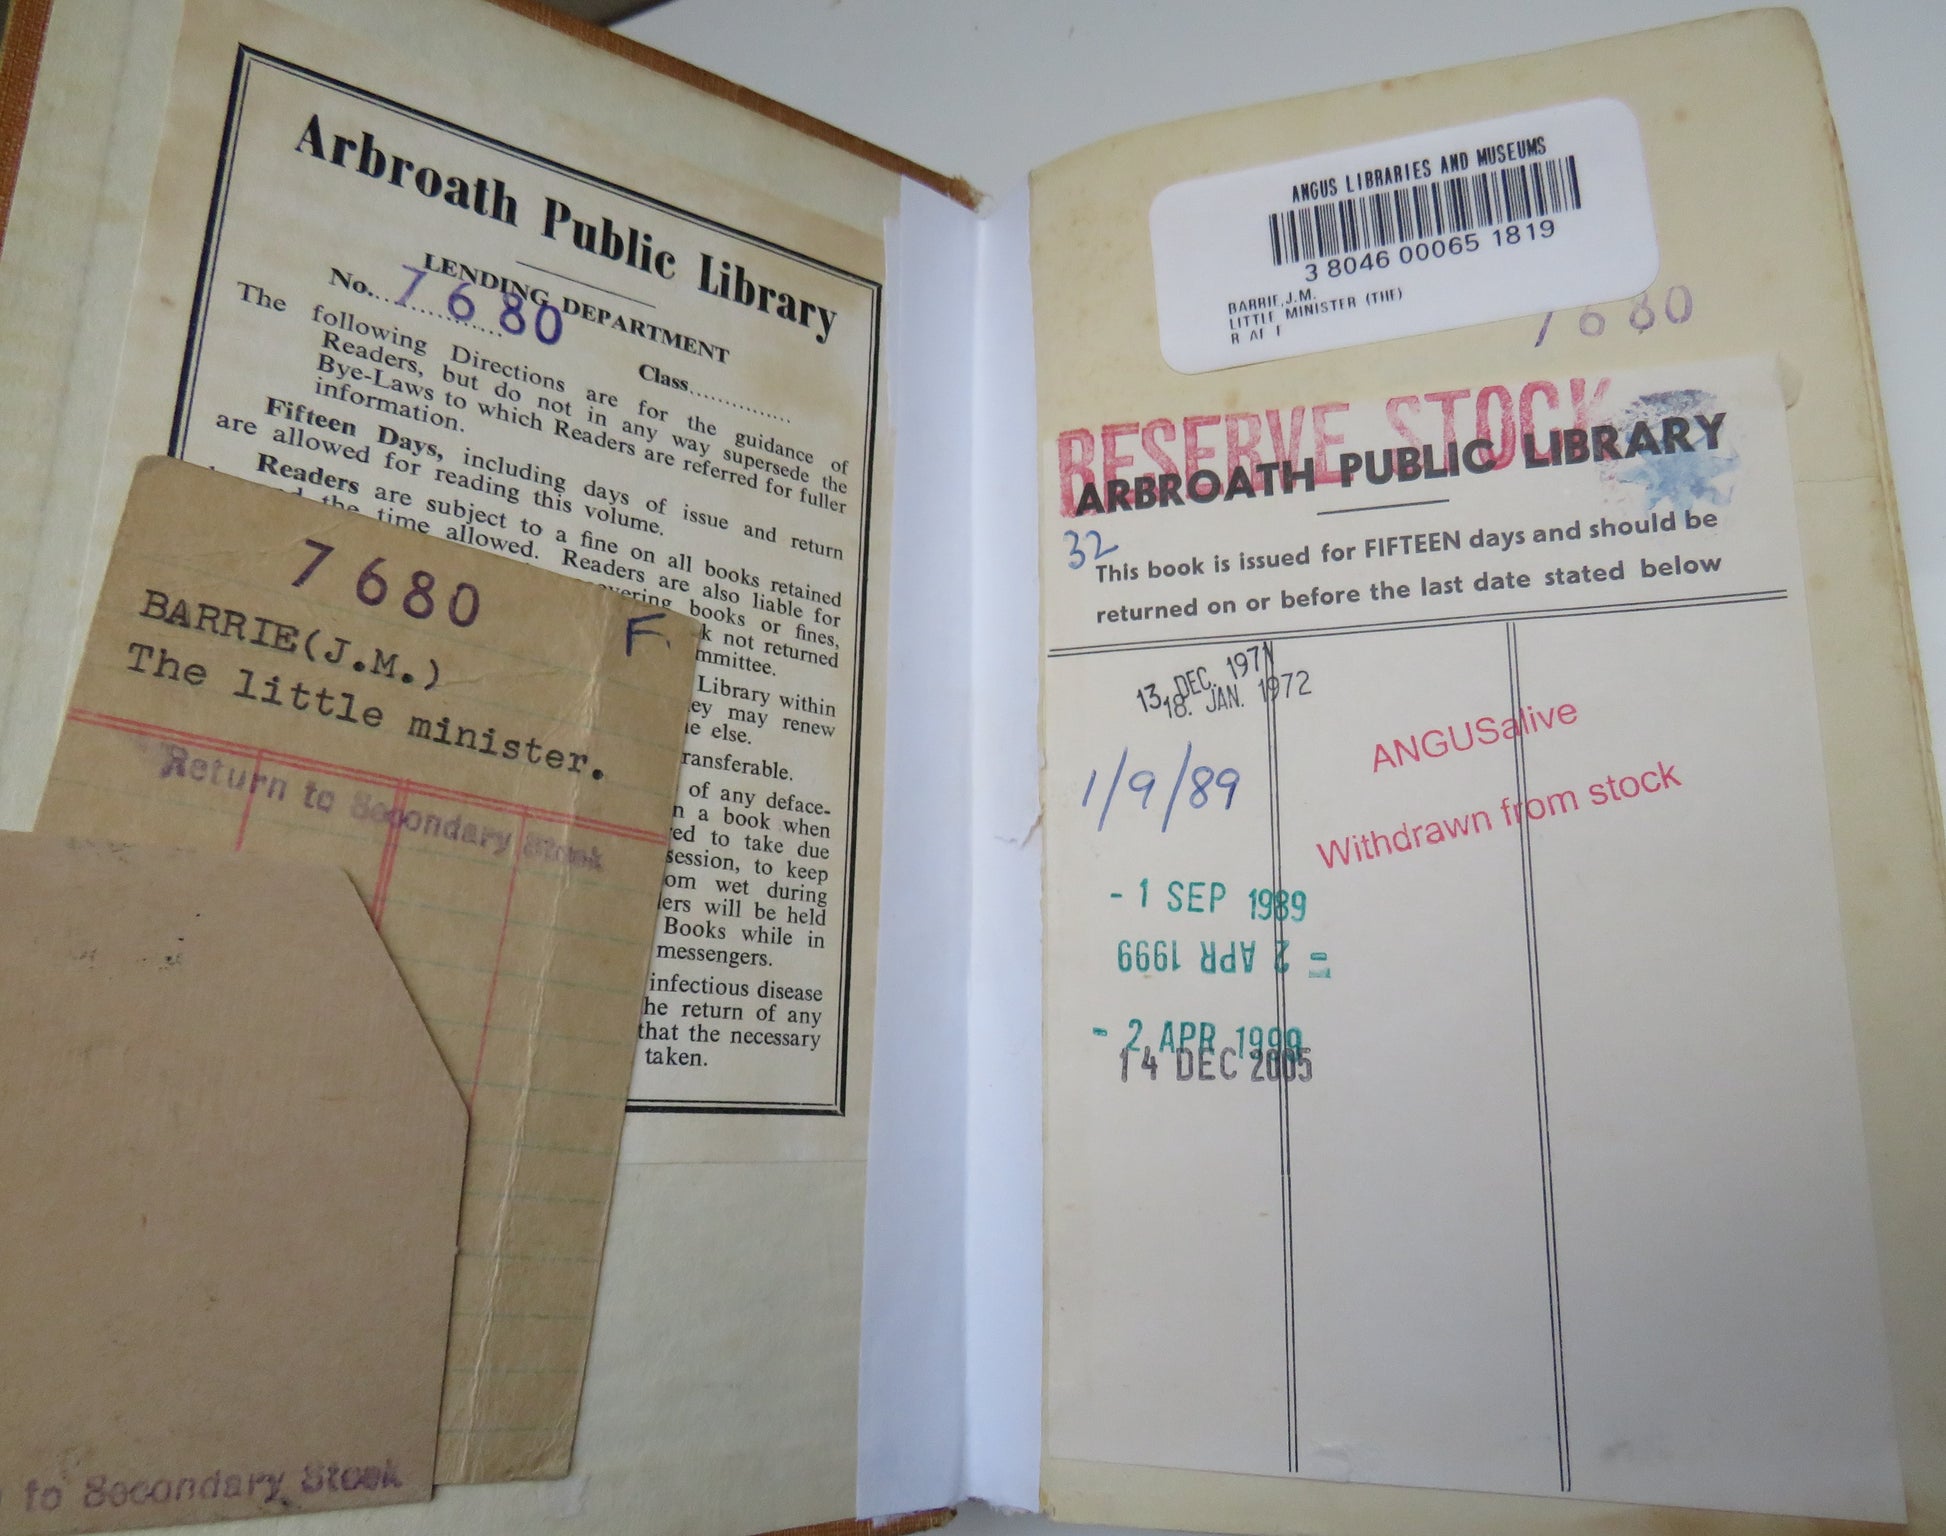 Arbroath Public Library
LENDING DEPARTMENT
No. 7680
Class
The following Directions are for the guidance of
Readers, but do not in any way supersede the
Bye-Laws to which Readers are referred for fuller
information.
Fifteen Days, including days of issue and return
are allowed for reading this volume.
Readers are subject to a fine on all books retained
the time allowed. Readers are also liable for
books or fines,
not returned
Library within
may renew
else.
of any deface-
a book when
to take due
to keep
wet during
will be held
Books while in
messengers.
infectious disease
return of any
that the necessary
taken.
7680
F.
BARRIE(J.M.)
The little minister.
Return to Secondary Stock
to Secondary Stock
ANGUS LIBRARIES AND MUSEUMS
3 8046 00065 1819
BARRIE,J.M.
LITTLE MINISTER (THE)
R AF F
7680
RESERVE STOCK
ARBROATH PUBLIC LIBRARY
32
This book is issued for FIFTEEN days and should be
returned on or before the last date stated below
13. DEC. 1971
18. JAN. 1972
1/9/89
ANGUSalive
Withdrawn from stock
- 1 SEP 1989
- 2 APR 1999
- 2 APR 1999
14 DEC 2005